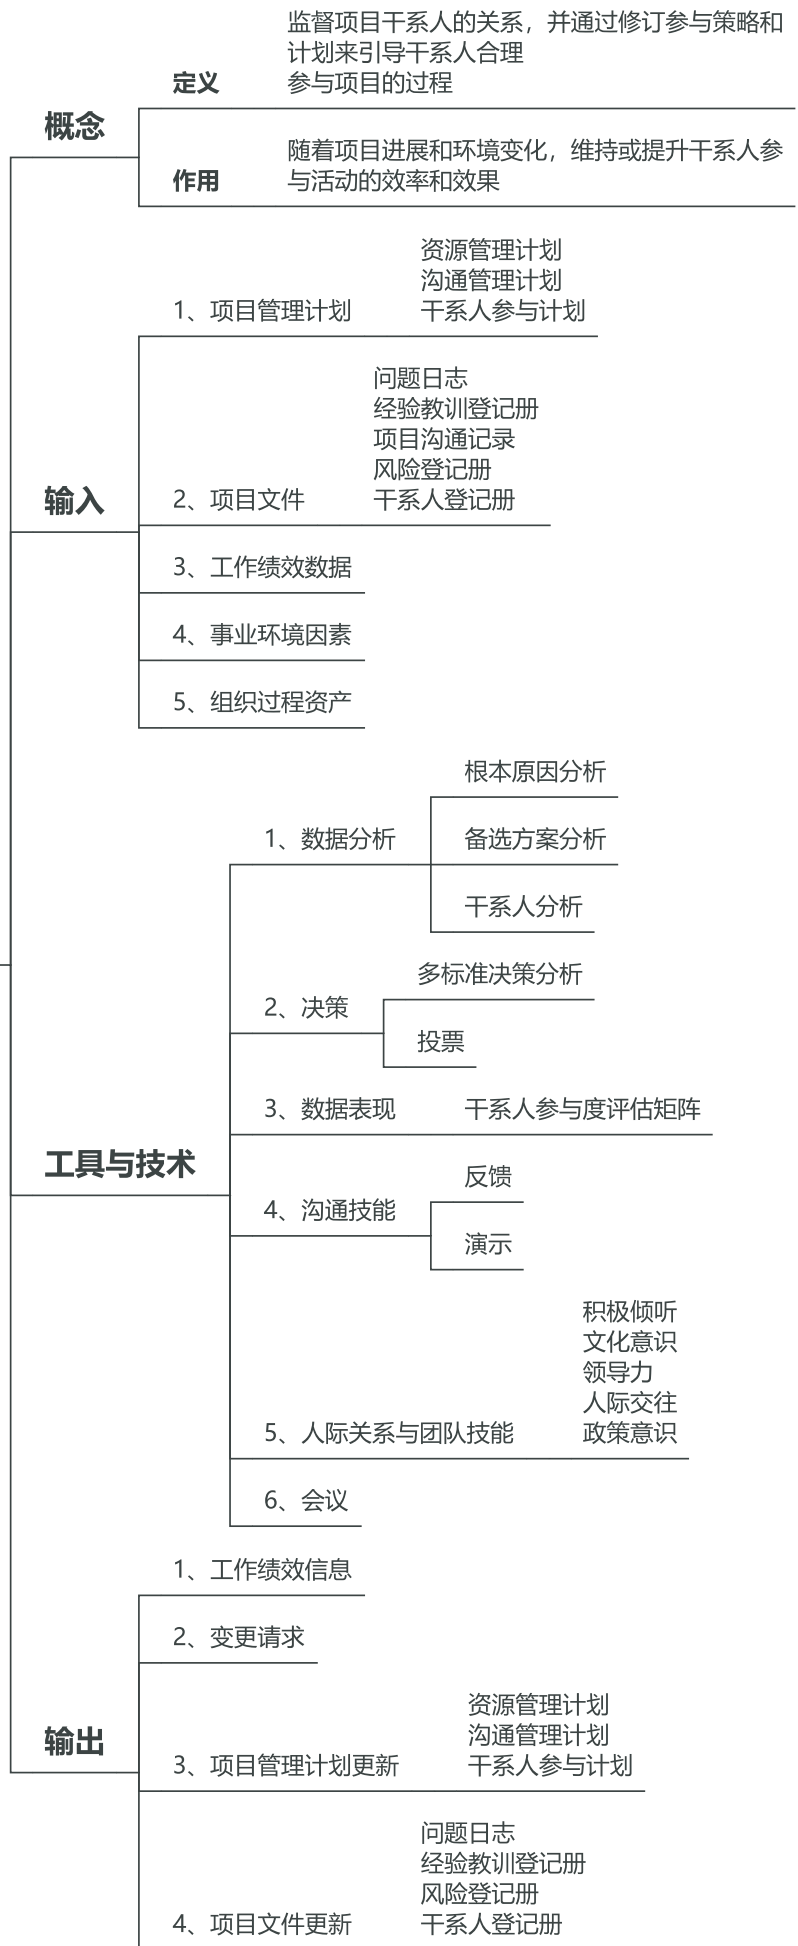 概念
定义
监督项目干系人的关系，并通过修订参与策略和
计划来引导干系人合理
参与项目的过程
作用
随着项目进展和环境变化，维持或提升干系人参
与活动的效率和效果
输入
1、项目管理计划
资源管理计划
沟通管理计划
干系人参与计划
2、项目文件
问题日志
经验教训登记册
项目沟通记录
风险登记册
干系人登记册
3、工作绩效数据
4、事业环境因素
5、组织过程资产
工具与技术
1、数据分析
根本原因分析
备选方案分析
干系人分析
2、决策
多标准决策分析
投票
3、数据表现
干系人参与度评估矩阵
4、沟通技能
反馈
演示
5、人际关系与团队技能
积极倾听
文化意识
领导力
人际交往
政策意识
6、会议
输出
1、工作绩效信息
2、变更请求
3、项目管理计划更新
资源管理计划
沟通管理计划
干系人参与计划
4、项目文件更新
问题日志
经验教训登记册
风险登记册
干系人登记册